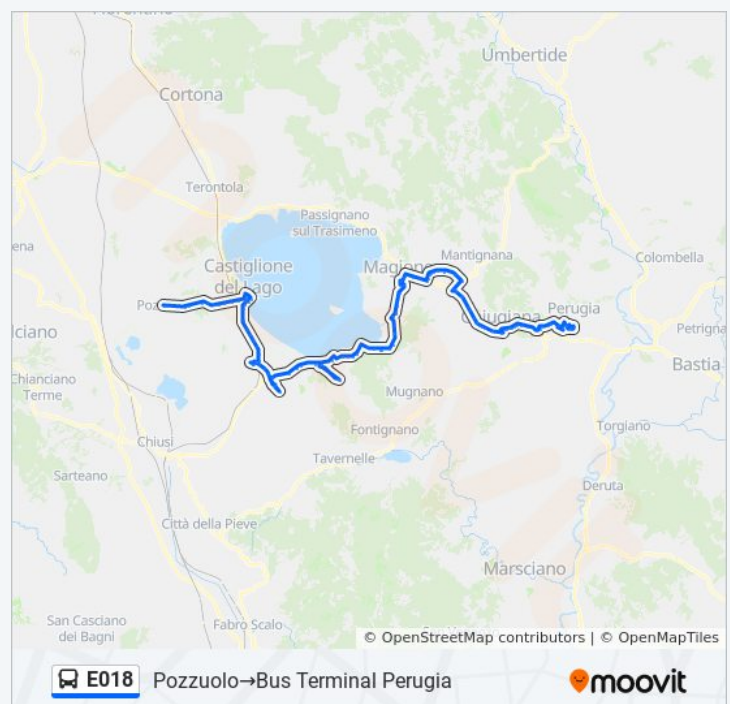 Umbertide
Cortona
Terontola
Passignano
sul Trasimeno
Mantignana
Colombella
Castiglione
del Lago
Perugia
Petrigna
Bastia
Chianciano
Terme
Mugnano
Torgiano
Fontignano
Chiusi
Tavernelle
Sarteano
Deruta
Città della Pieve
Marsciano
San Casciano
dei Bagni
Fabro Scalo
© OpenStreetMap contributors | © OpenMapTiles
E018 Pozzuolo→Bus Terminal Perugia
moovit